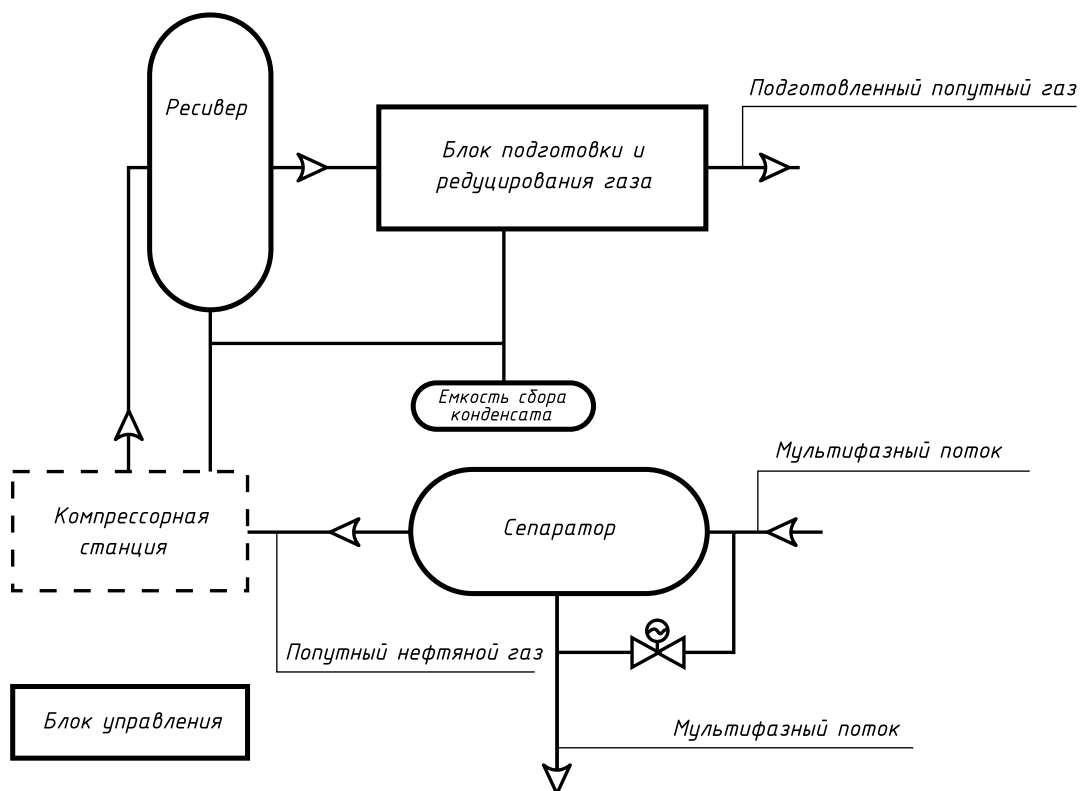 Ресивер
Подготовленный попутный газ
Блок подготовки и
редуцирования газа
Емкость сбора
конденсата
Мультифазный поток
Компрессорная
станция
Сепаратор
Попутный нефтяной газ
Блок управления
Мультифазный поток